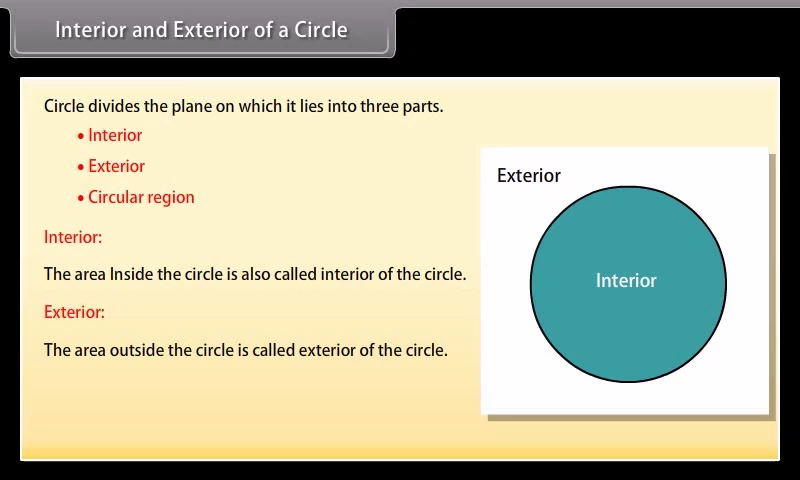 Interior and Exterior of a Circle
Circle divides the plane on which it lies into three parts.
• Interior
• Exterior
• Circular region
Interior:
The area Inside the circle is also called interior of the circle.
Exterior:
The area outside the circle is called exterior of the circle.
Exterior
Interior